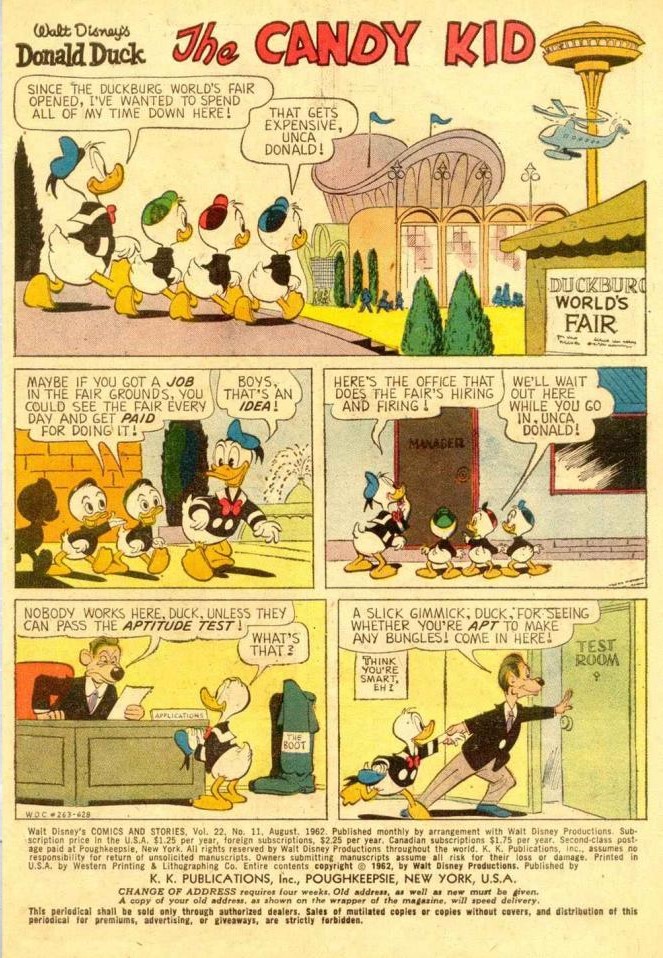 Walt Disney's
Donald Duck
The CANDY KID
SINCE THE DUCKBURG WORLD'S FAIR
OPENED, I'VE WANTED TO SPEND
ALL OF MY TIME DOWN HERE!
THAT GETS
EXPENSIVE,
UNCA
DONALD!
DUCKBURG
WORLD'S
FAIR
MAYBE IF YOU GOT A JOB
IN THE FAIR GROUNDS, YOU
COULD SEE THE FAIR EVERY
DAY AND GET PAID
FOR DOING IT!
BOYS,
THAT'S AN
IDEA!
HERE'S THE OFFICE THAT
DOES THE FAIR'S HIRING
AND FIRING!
WE'LL WAIT
OUT HERE
WHILE YOU GO
IN, UNCA
DONALD!
MANAGER
NOBODY WORKS HERE, DUCK, UNLESS THEY
CAN PASS THE APTITUDE TEST!
WHAT'S
THAT?
APPLICATIONS
THE
BOOT
W.D.C #263-628
A SLICK GIMMICK, DUCK, FOR SEEING
WHETHER YOU'RE APT TO MAKE
ANY BUNGLES! COME IN HERE!
THINK
YOU'RE
SMART,
EH?
TEST
ROOM
?
Walt Disney's COMICS AND STORIES, Vol. 22, No. 11, August, 1962. Published monthly by arrangement with Walt Disney Productions. Sub-
scription price in the U.S.A. $1.25 per year, foreign subscriptions, $2.25 per year. Canadian subscriptions $1.75 per year. Second-class post-
age paid at Poughkeepsie, New York. All rights reserved by Walt Disney Productions throughout the world. K. K. Publications, Inc., assumes no
responsibility for return of unsolicited manuscripts. Owners submitting manuscripts assume all risk for their loss or damage. Printed in
U.S.A. by Western Printing & Lithographing Co. Entire contents copyright © 1962, by Walt Disney Productions. Published by
K. K. PUBLICATIONS, Inc., POUGHKEEPSIE, NEW YORK, U.S.A.
CHANGE OF ADDRESS requires four weeks. Old address, as well as new must be given.
A copy of your old address, as shown on the wrapper of the magazine, will speed delivery.
This periodical shall be sold only through authorized dealers. Sales of mutilated copies or copies without covers, and distribution of this
periodical for premiums, advertising, or giveaways, are strictly forbidden.